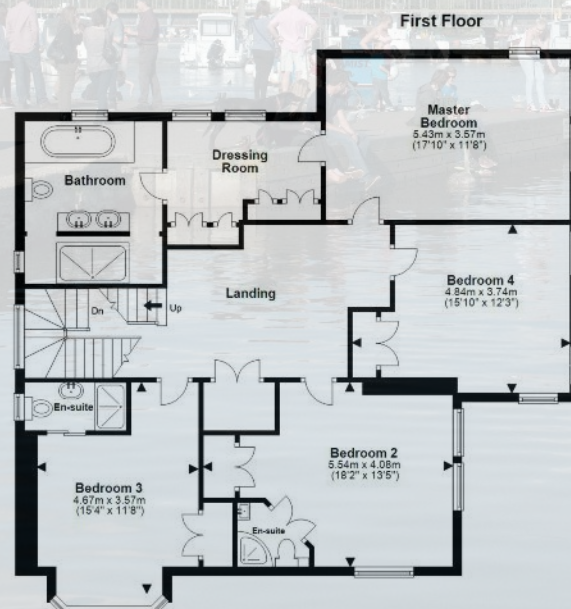 First Floor
Master
Bedroom
5.43m x 3.57m
(17'10" x 11'8")
Dressing
Room
Bathroom
Bedroom 4
4.84m x 3.74m
(15'10" x 12'3")
Landing
Dn
Up
En-suite
Bedroom 3
4.67m x 3.57m
(15'4" x 11'8")
Bedroom 2
5.54m x 4.08m
(18'2" x 13'5")
En-suite